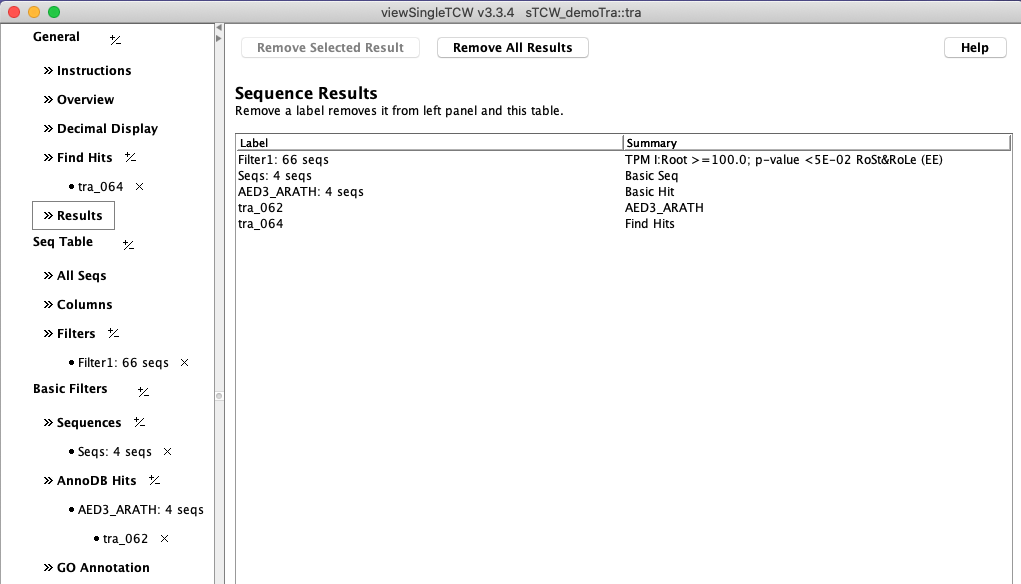 viewSingleTCW v3.3.4 sTCW_demoTra::tra
General +/-
» Instructions
» Overview
» Decimal Display
» Find Hits +/-
• tra_064 ×
» Results
Seq Table +/-
» All Seqs
» Columns
» Filters +/-
• Filter1: 66 seqs ×
Basic Filters +/-
» Sequences +/-
• Seqs: 4 seqs ×
» AnnoDB Hits +/-
• AED3_ARATH: 4 seqs
• tra_062 ×
» GO Annotation
Remove Selected Result Remove All Results Help
Sequence Results
Remove a label removes it from left panel and this table.
Label Summary
Filter1: 66 seqs TPM I:Root >=100.0; p-value <5E-02 RoSt&RoLe (EE)
Seqs: 4 seqs Basic Seq
AED3_ARATH: 4 seqs Basic Hit
tra_062 AED3_ARATH
tra_064 Find Hits